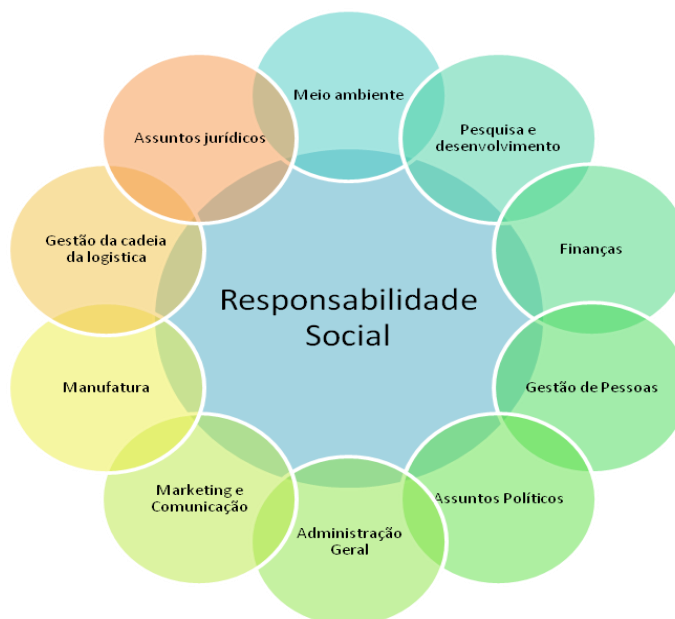 Meio ambiente
Pesquisa e
desenvolvimento
Finanças
Gestão de Pessoas
Assuntos Políticos
Administração
Geral
Marketing e
Comunicação
Manufatura
Gestão da cadeia
da logistica
Assuntos jurídicos
Responsabilidade
Social